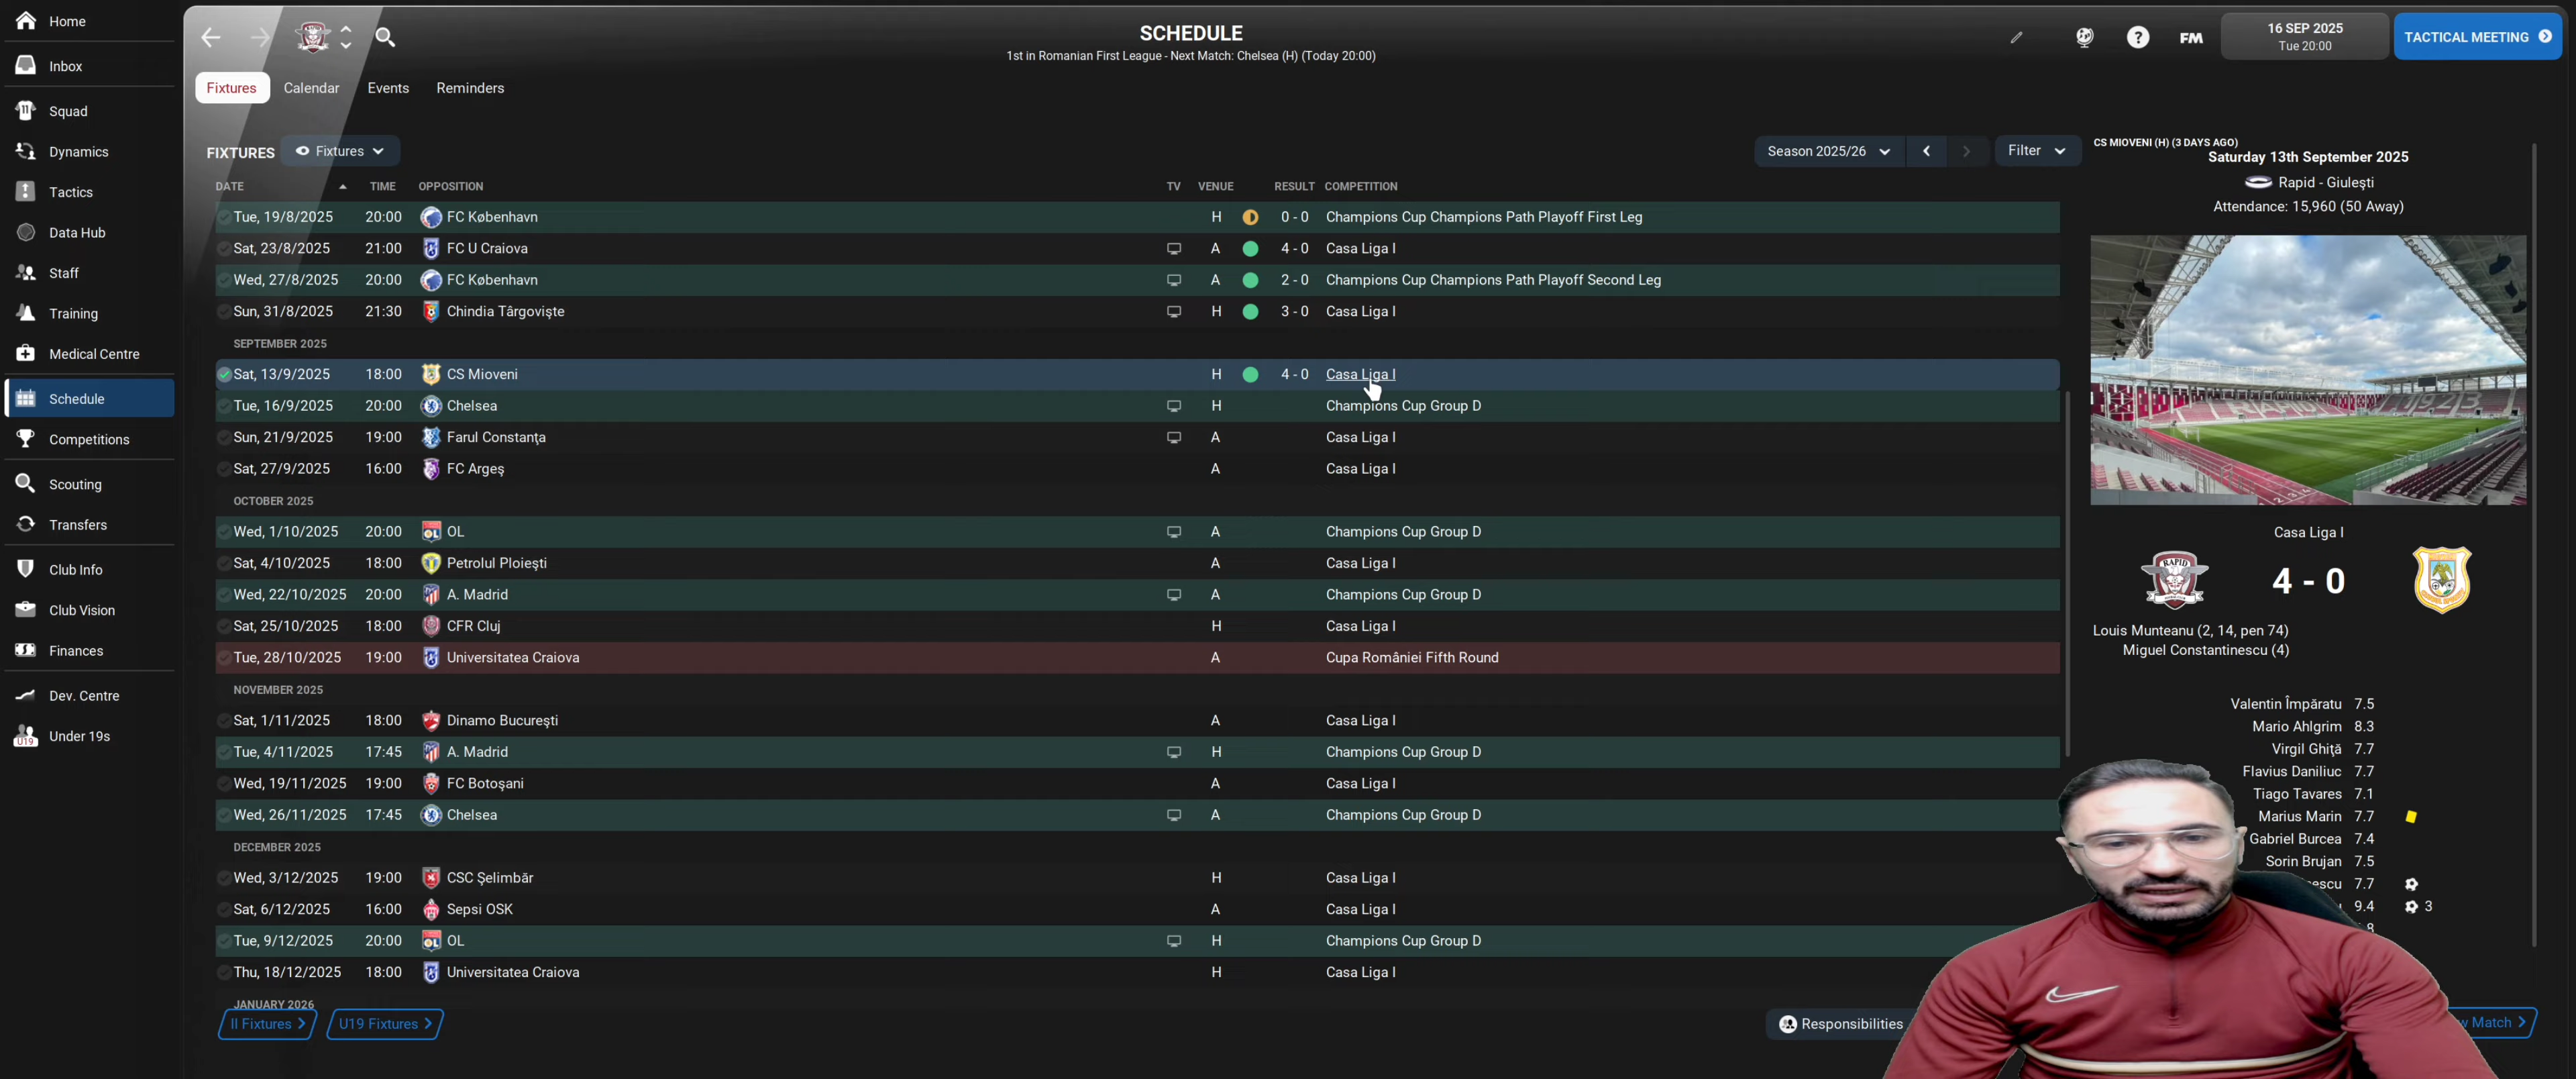 Home
Inbox
Squad
Dynamics
Tactics
Data Hub
Staff
Training
Medical Centre
Schedule
Competitions
Scouting
Transfers
Club Info
Club Vision
Finances
Dev. Centre
U19 Under 19s
SCHEDULE
1st in Romanian First League - Next Match: Chelsea (H) (Today 20:00)
FM
16 SEP 2025
Tue 20:00
TACTICAL MEETING
Fixtures Calendar Events Reminders
FIXTURES Fixtures Season 2025/26 Filter
DATE TIME OPPOSITION TV VENUE RESULT COMPETITION
Tue, 19/8/2025 20:00 FC København H 0 - 0 Champions Cup Champions Path Playoff First Leg
Sat, 23/8/2025 21:00 FC U Craiova A 4 - 0 Casa Liga I
Wed, 27/8/2025 20:00 FC København A 2 - 0 Champions Cup Champions Path Playoff Second Leg
Sun, 31/8/2025 21:30 Chindia Târgovişte H 3 - 0 Casa Liga I
SEPTEMBER 2025
Sat, 13/9/2025 18:00 CS Mioveni H 4 - 0 Casa Liga I
Tue, 16/9/2025 20:00 Chelsea H Champions Cup Group D
Sun, 21/9/2025 19:00 Farul Constanţa A Casa Liga I
Sat, 27/9/2025 16:00 FC Argeş A Casa Liga I
OCTOBER 2025
Wed, 1/10/2025 20:00 OL A Champions Cup Group D
Sat, 4/10/2025 18:00 Petrolul Ploieşti A Casa Liga I
Wed, 22/10/2025 20:00 A. Madrid A Champions Cup Group D
Sat, 25/10/2025 18:00 CFR Cluj H Casa Liga I
Tue, 28/10/2025 19:00 Universitatea Craiova A Cupa României Fifth Round
NOVEMBER 2025
Sat, 1/11/2025 18:00 Dinamo Bucureşti A Casa Liga I
Tue, 4/11/2025 17:45 A. Madrid H Champions Cup Group D
Wed, 19/11/2025 19:00 FC Botoşani A Casa Liga I
Wed, 26/11/2025 17:45 Chelsea A Champions Cup Group D
DECEMBER 2025
Wed, 3/12/2025 19:00 CSC Şelimbăr H Casa Liga I
Sat, 6/12/2025 16:00 Sepsi OSK A Casa Liga I
Tue, 9/12/2025 20:00 OL H Champions Cup Group D
Thu, 18/12/2025 18:00 Universitatea Craiova H Casa Liga I
JANUARY 2026
II Fixtures U19 Fixtures Responsibilities
CS MIOVENI (H) (3 DAYS AGO)
Saturday 13th September 2025
Rapid - Giuleşti
Attendance: 15,960 (50 Away)
Casa Liga I
RAPID 4 - 0
Louis Munteanu (2, 14, pen 74)
Miguel Constantinescu (4)
Valentin Împăratu 7.5
Mario Ahlgrim 8.3
Virgil Ghiţă 7.7
Flavius Daniliuc 7.7
Tiago Tavares 7.1
Marius Marin 7.7
Gabriel Burcea 7.4
Sorin Brujan 7.5
escu 7.7
9.4 3
8
w Match